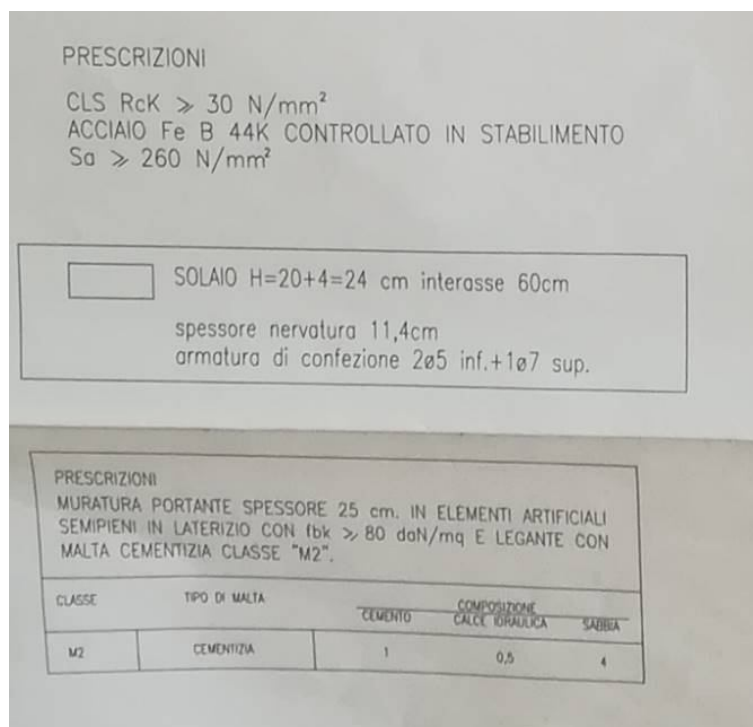 PRESCRIZIONI
CLS RcK ⩾ 30 N/mm²
ACCIAIO Fe B 44K CONTROLLATO IN STABILIMENTO
Sa ⩾ 260 N/mm²
SOLAIO H=20+4=24 cm interasse 60cm
spessore nervatura 11,4cm
armatura di confezione 2ø5 inf.+1ø7 sup.
PRESCRIZIONI
MURATURA PORTANTE SPESSORE 25 cm. IN ELEMENTI ARTIFICIALI
SEMIPIENI IN LATERIZIO CON fbk ⩾ 80 daN/mq E LEGANTE CON
MALTA CEMENTIZIA CLASSE "M2".
CLASSE TIPO DI MALTA COMPOSIZIONE
CEMENTO CALCE IDRAULICA SABBIA
M2 CEMENTIZIA 1 0,5 4